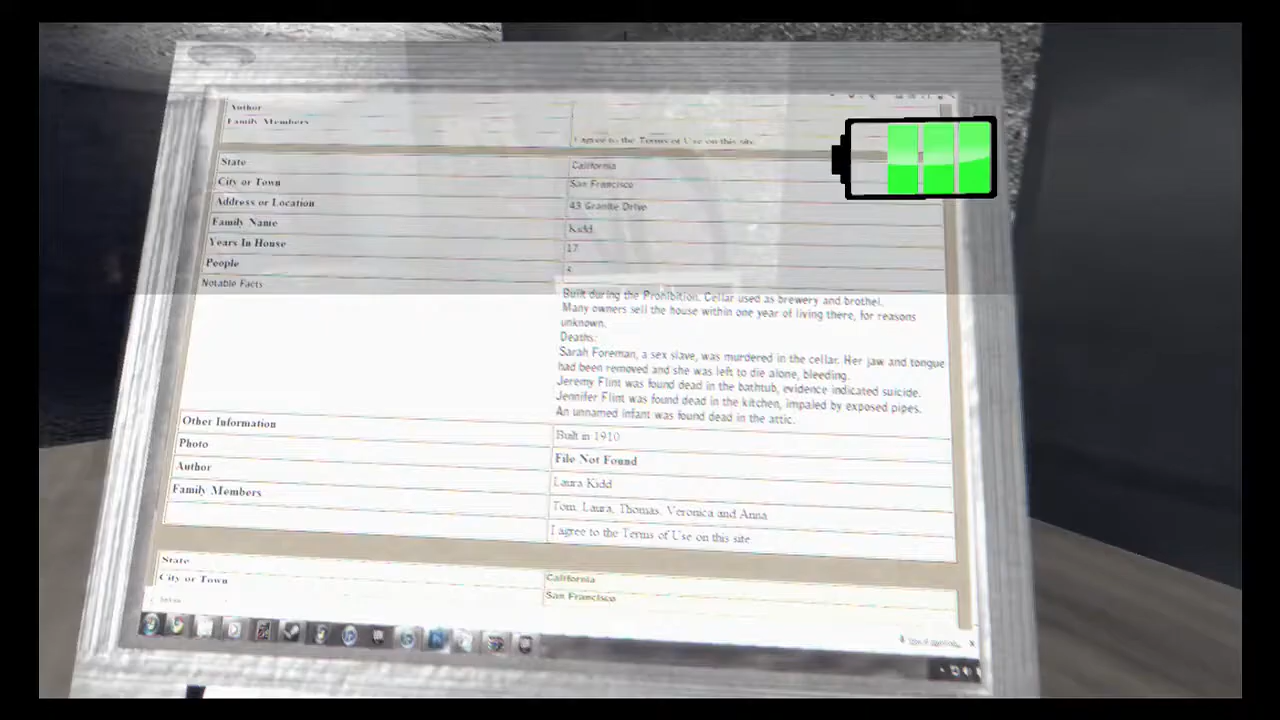 Author
Family Members
I agree to the Terms of Use on this site
State California
City or Town San Francisco
Address or Location 43 Granite Drive
Family Name Kidd
Years In House 17
People 5
Notable Facts Built during the Prohibition. Cellar used as brewery and brothel.
Many owners sell the house within one year of living there, for reasons
unknown.
Deaths:
Sarah Foreman, a sex slave, was murdered in the cellar. Her jaw and tongue
had been removed and she was left to die alone, bleeding.
Jeremy Flint was found dead in the bathtub, evidence indicated suicide.
Jennifer Flint was found dead in the kitchen, impaled by exposed pipes.
An unnamed infant was found dead in the attic.
Other Information Built in 1910
Photo File Not Found
Author Laura Kidd
Family Members Tom, Laura, Thomas, Veronica and Anna
I agree to the Terms of Use on this site
State California
City or Town San Francisco